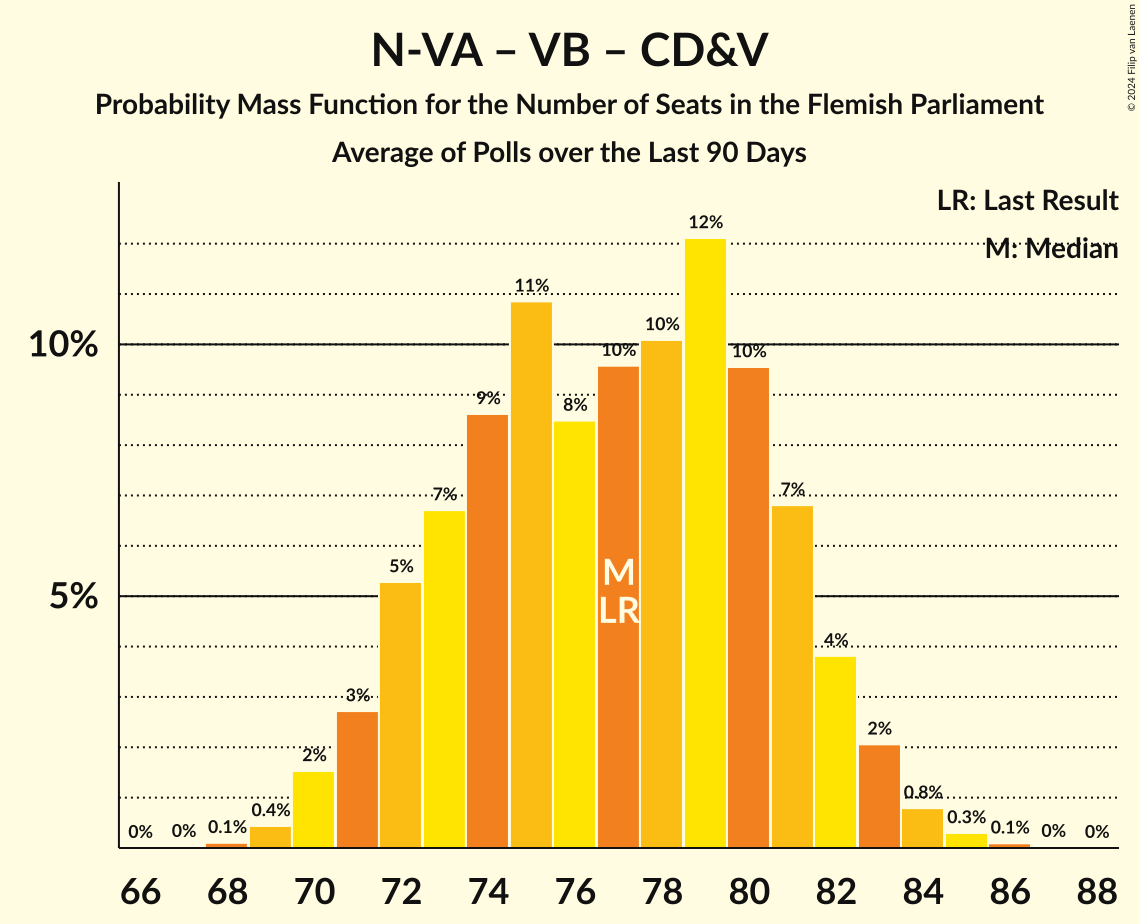 N-VA – VB – CD&V
Probability Mass Function for the Number of Seats in the Flemish Parliament
Average of Polls over the Last 90 Days
© 2024 Filip van Laenen
LR: Last Result
M: Median
10%
5%
0%
0%
0.1%
0.4%
2%
3%
5%
7%
9%
11%
8%
10%
10%
12%
10%
7%
4%
2%
0.8%
0.3%
0.1%
0%
0%
M
LR
66 68 70 72 74 76 78 80 82 84 86 88